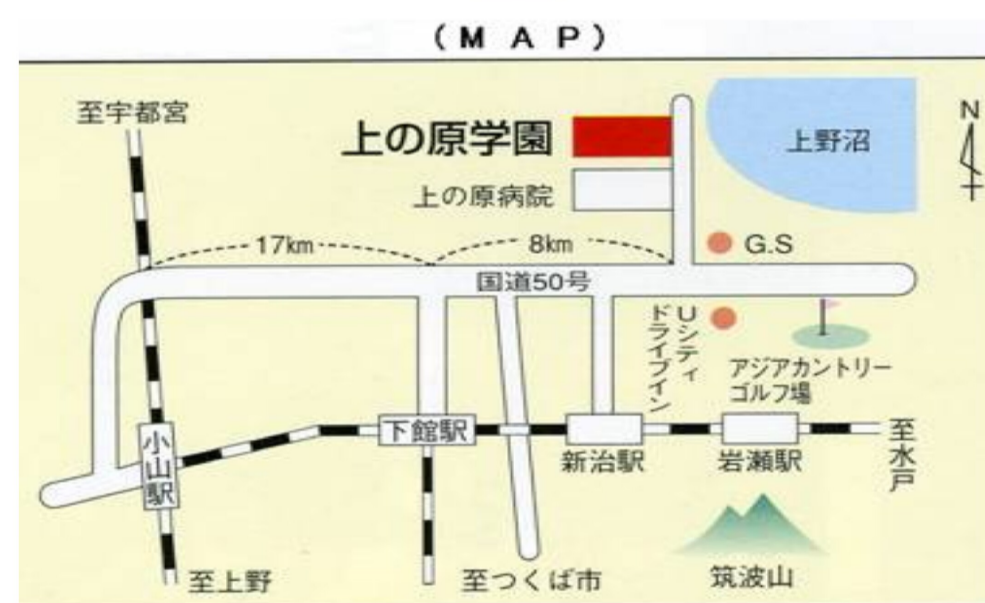 (MAP)
至宇都宮
N
上の原学園
上野沼
上の原病院
17km
8km
G.S
国道50号
Uシティ
ドライブイン
アジアカントリー
ゴルフ場
小山駅
下館駅
新治駅
岩瀬駅
至水戸
至上野
至つくば市
筑波山